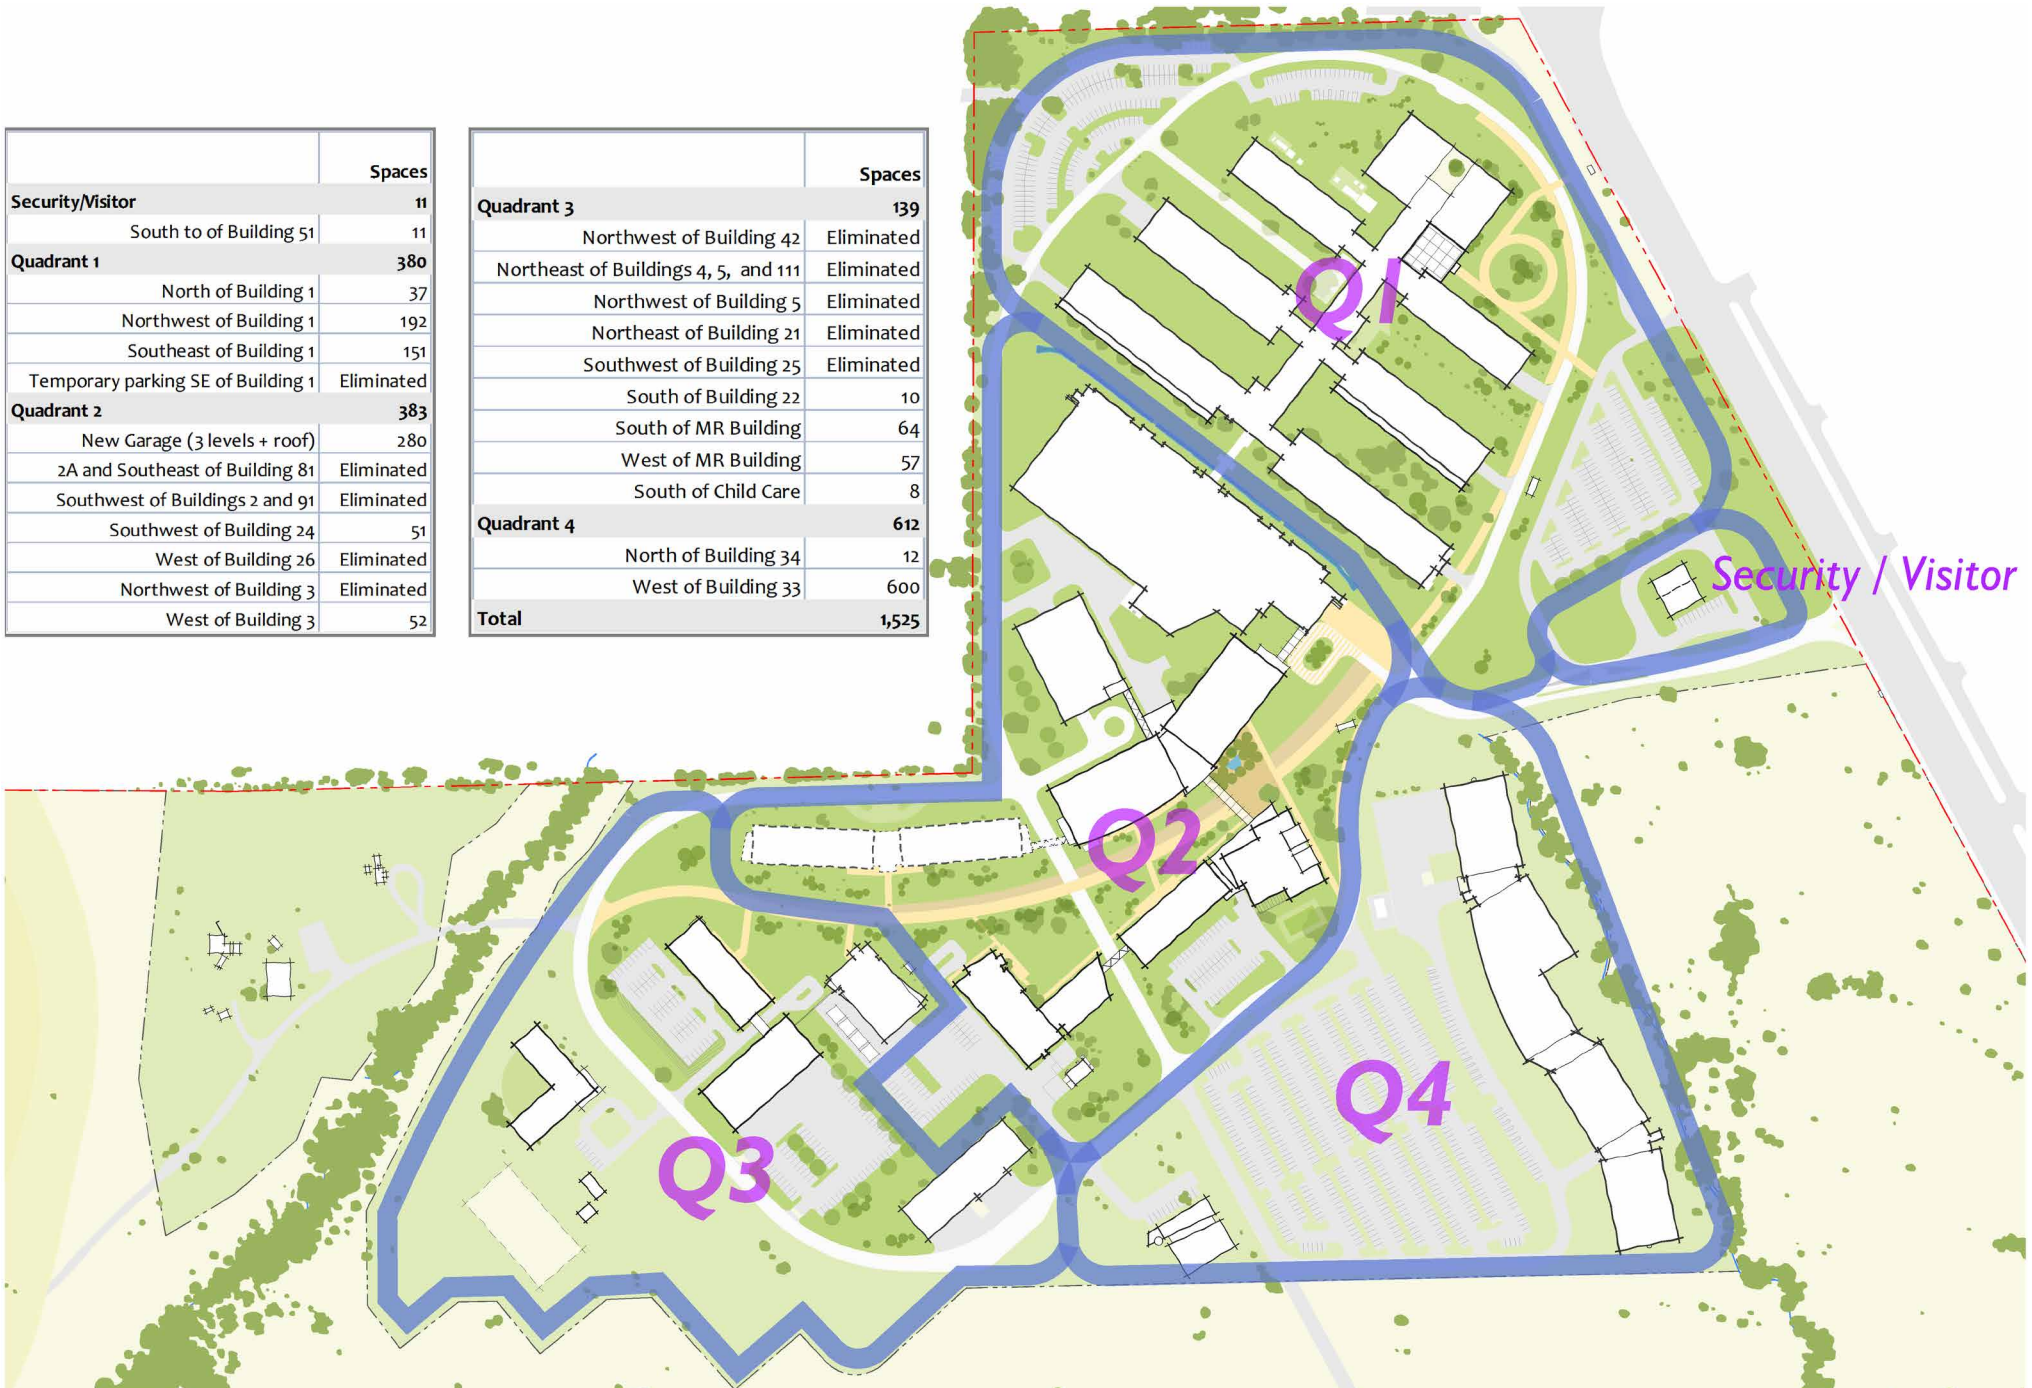 Spaces
Security/Visitor 11
South to of Building 51 11
Quadrant 1 380
North of Building 1 37
Northwest of Building 1 192
Southeast of Building 1 151
Temporary parking SE of Building 1 Eliminated
Quadrant 2 383
New Garage (3 levels + roof) 280
2A and Southeast of Building 81 Eliminated
Southwest of Buildings 2 and 91 Eliminated
Southwest of Building 24 51
West of Building 26 Eliminated
Northwest of Building 3 Eliminated
West of Building 3 52
Spaces
Quadrant 3 139
Northwest of Building 42 Eliminated
Northeast of Buildings 4, 5, and 111 Eliminated
Northwest of Building 5 Eliminated
Northeast of Building 21 Eliminated
Southwest of Building 25 Eliminated
South of Building 22 10
South of MR Building 64
West of MR Building 57
South of Child Care 8
Quadrant 4 612
North of Building 34 12
West of Building 33 600
Total 1,525
Q1
Security / Visitor
Q2
Q4
Q3